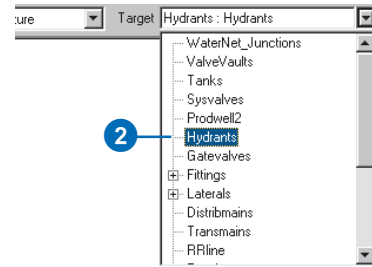 ure Target Hydrants : Hydrants
WaterNet_Junctions
ValveVaults
Tanks
Sysvalves
Prodwell2
2 Hydrants
Gatevalves
Fittings
Laterals
Distribmains
Transmains
RRline